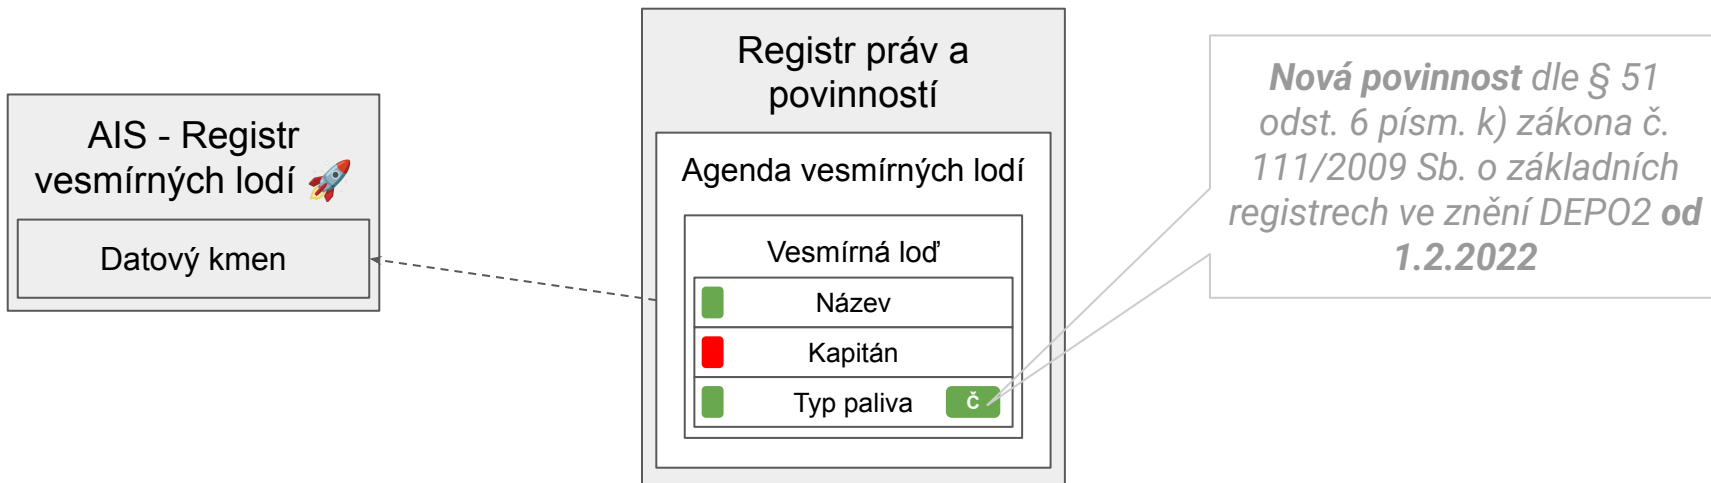 AIS - Registr
vesmírných lodí 🚀
Datový kmen
Registr práv a
povinností
Agenda vesmírných lodí
Vesmírná loď
Název
Kapitán
Typ paliva
Č
Nová povinnost dle § 51
odst. 6 písm. k) zákona č.
111/2009 Sb. o základních
registrech ve znění DEPO2 od
1.2.2022